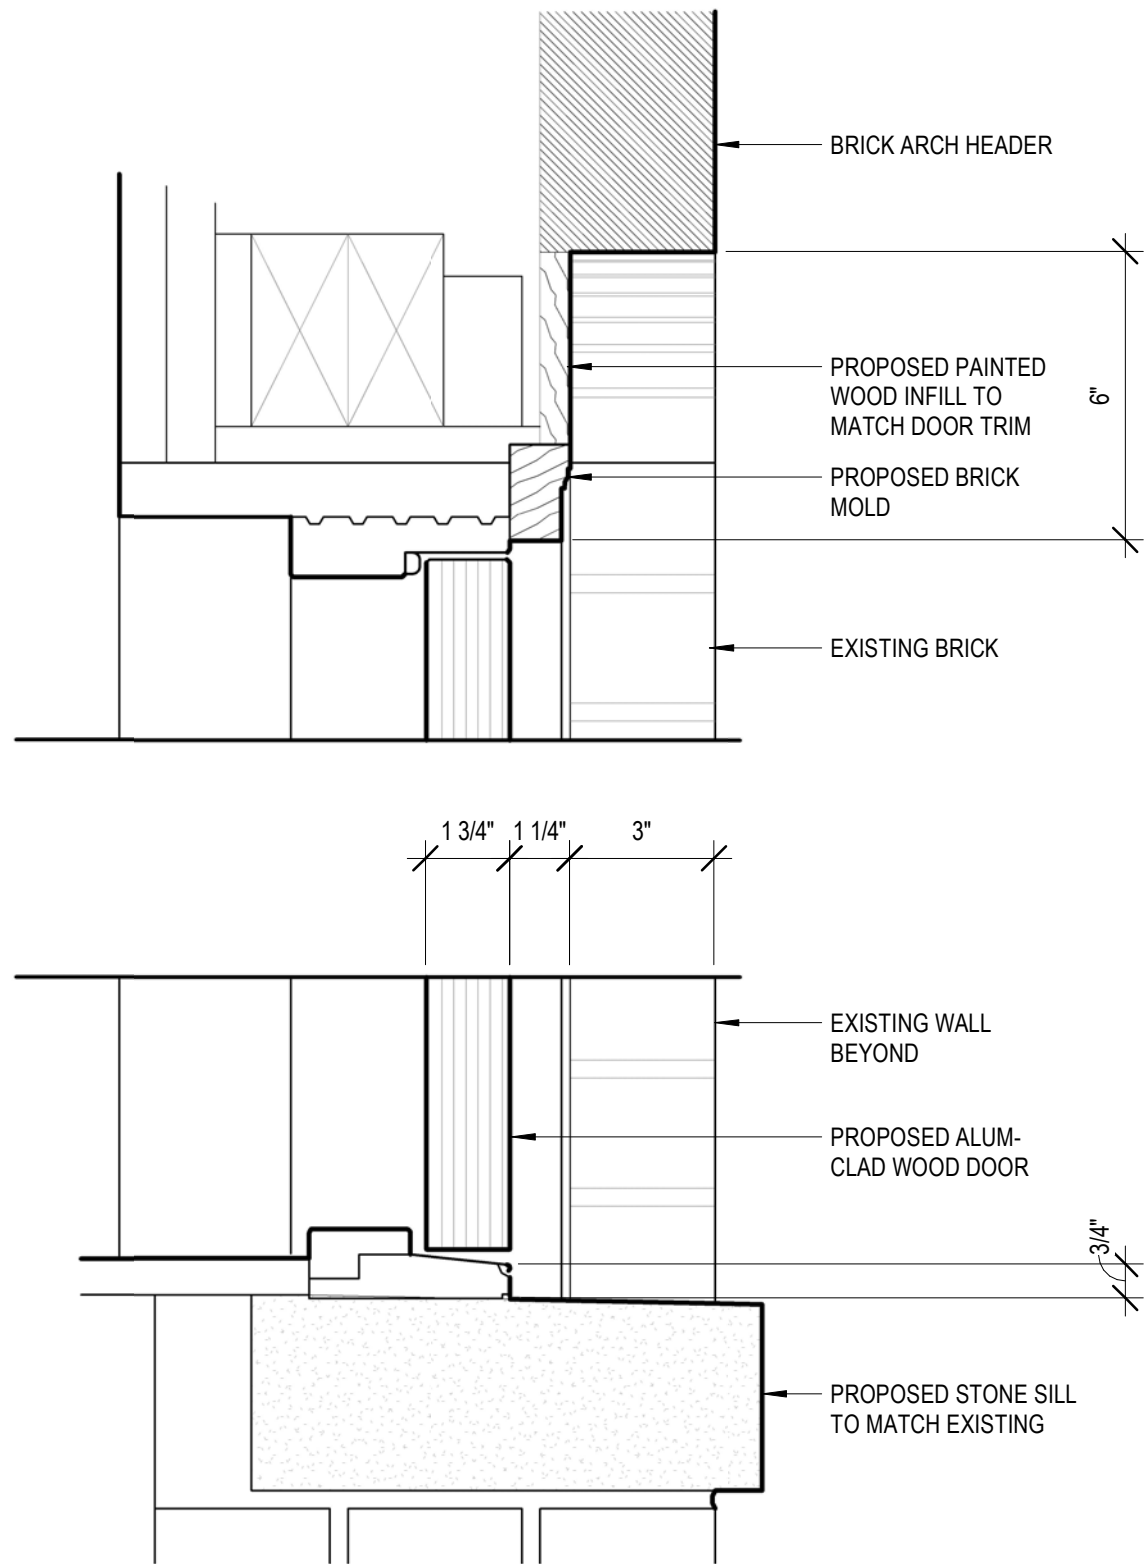 BRICK ARCH HEADER
PROPOSED PAINTED
WOOD INFILL TO
MATCH DOOR TRIM
6"
PROPOSED BRICK
MOLD
EXISTING BRICK
1 3/4" 1 1/4" 3"
EXISTING WALL
BEYOND
PROPOSED ALUM-
CLAD WOOD DOOR
3/4"
PROPOSED STONE SILL
TO MATCH EXISTING